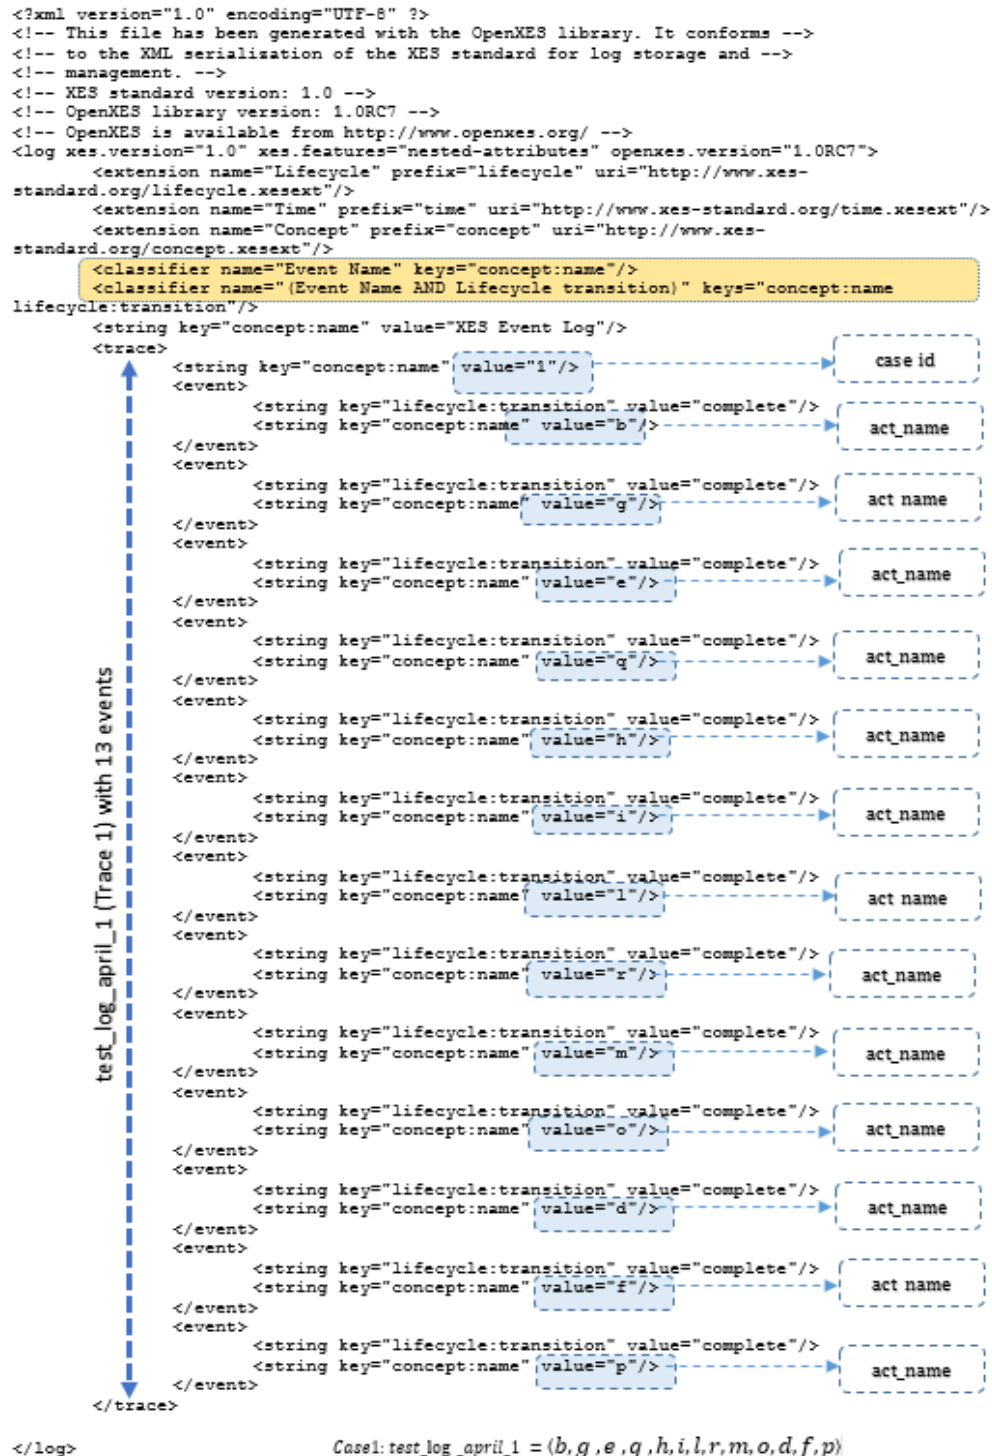 <?xml version="1.0" encoding="UTF-8" ?>
<!-- This file has been generated with the OpenXES library. It conforms -->
<!-- to the XML serialization of the XES standard for log storage and -->
<!-- management. -->
<!-- XES standard version: 1.0 -->
<!-- OpenXES library version: 1.0RC7 -->
<!-- OpenXES is available from http://www.openxes.org/ -->
<log xes.version="1.0" xes.features="nested-attributes" openxes.version="1.0RC7">
<extension name="Lifecycle" prefix="lifecycle" uri="http://www.xes-
standard.org/lifecycle.xesext"/>
<extension name="Time" prefix="time" uri="http://www.xes-standard.org/time.xesext"/>
<extension name="Concept" prefix="concept" uri="http://www.xes-
standard.org/concept.xesext"/>
<classifier name="Event Name" keys="concept:name"/>
<classifier name="(Event Name AND Lifecycle transition)" keys="concept:name
lifecycle:transition"/>
<string key="concept:name" value="XES Event Log"/>
<trace>
<string key="concept:name" value="1"/> case id
<event>
<string key="lifecycle:transition" value="complete"/>
<string key="concept:name" value="b"/> act_name
</event>
<event>
<string key="lifecycle:transition" value="complete"/>
<string key="concept:name" value="g"/> act name
</event>
<event>
<string key="lifecycle:transition" value="complete"/>
<string key="concept:name" value="e"/> act_name
</event>
<event>
<string key="lifecycle:transition" value="complete"/>
<string key="concept:name" value="q"/> act_name
</event>
<event>
<string key="lifecycle:transition" value="complete"/>
<string key="concept:name" value="h"/> act_name
</event>
<event>
<string key="lifecycle:transition" value="complete"/>
<string key="concept:name" value="i"/> act_name
</event>
<event>
<string key="lifecycle:transition" value="complete"/>
<string key="concept:name" value="l"/> act name
</event>
<event>
<string key="lifecycle:transition" value="complete"/>
<string key="concept:name" value="r"/> act_name
</event>
<event>
<string key="lifecycle:transition" value="complete"/>
<string key="concept:name" value="m"/> act_name
</event>
<event>
<string key="lifecycle:transition" value="complete"/>
<string key="concept:name" value="o"/> act_name
</event>
<event>
<string key="lifecycle:transition" value="complete"/>
<string key="concept:name" value="d"/> act_name
</event>
<event>
<string key="lifecycle:transition" value="complete"/>
<string key="concept:name" value="f"/> act name
</event>
<event>
<string key="lifecycle:transition" value="complete"/>
<string key="concept:name" value="p"/> act_name
</event>
</trace>
test_log_april_1 (Trace 1) with 13 events
</log>
Case1: test_log_april_1 = ⟨b, g, e, q, h, i, l, r, m, o, d, f, p⟩